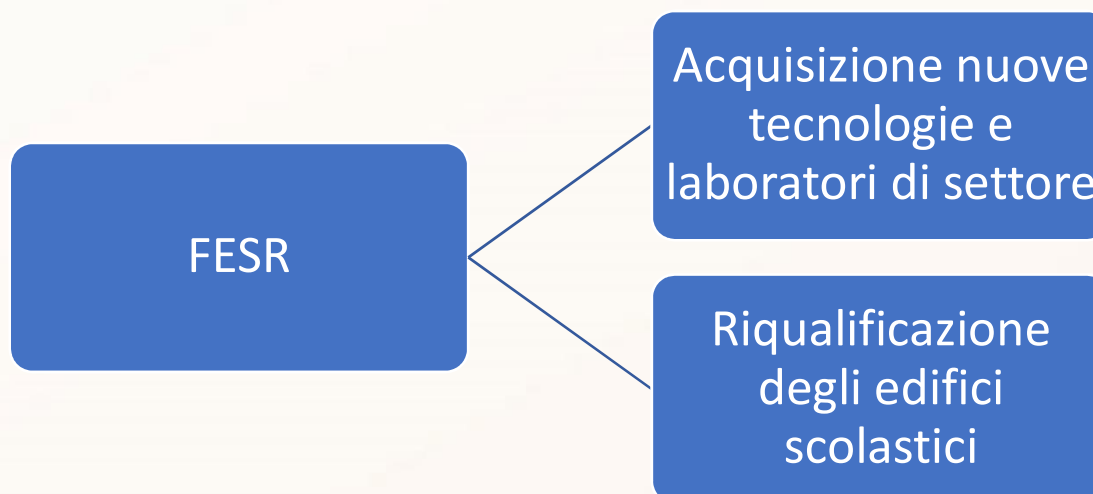 FESR
Acquisizione nuove
tecnologie e
laboratori di settore
Riqualificazione
degli edifici
scolastici